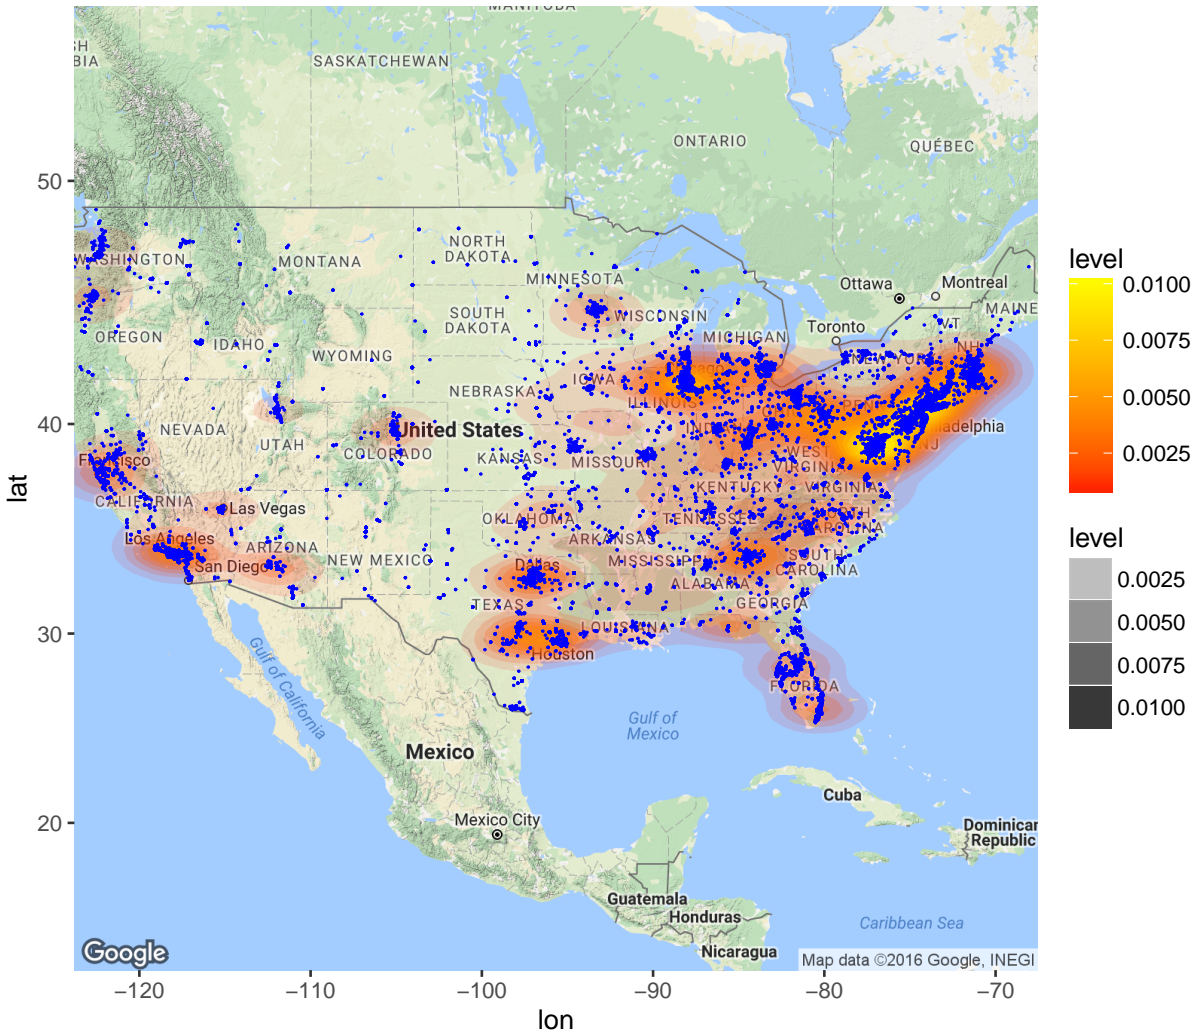 MANITOBA
SH
BIA
SASKATCHEWAN
ONTARIO
QUÉBEC
50
WASHINGTON
MONTANA
NORTH
DAKOTA
MINNESOTA
Ottawa
Montreal
MAINE
OREGON
IDAHO
SOUTH
DAKOTA
WISCONSIN
VT
Toronto
MICHIGAN
NH
WYOMING
NEW YORK
IOWA
NEBRASKA
ILLINOIS
40
NEVADA
UTAH
United States
COLORADO
KANSAS
MISSOURI
WEST
VIRGINIA
adelphia
NJ
Francisco
KENTUCKY
VIRGINIA
CALIFORNIA
Las Vegas
OKLAHOMA
TENNESSEE
NORTH
CAROLINA
Los Angeles
ARIZONA
NEW MEXICO
ARKANSAS
San Diego
Dallas
MISSISSIPPI
SOUTH
CAROLINA
ALABAMA
TEXAS
GEORGIA
30
LOUISIANA
Houston
Gulf of California
FLORIDA
Gulf of
Mexico
Mexico
Cuba
20
Mexico City
Dominican
Republic
Guatemala
Honduras
Caribbean Sea
Nicaragua
Google
Map data ©2016 Google, INEGI
−120
−110
−100
−90
−80
−70
lon
lat
level
0.0100
0.0075
0.0050
0.0025
level
0.0025
0.0050
0.0075
0.0100